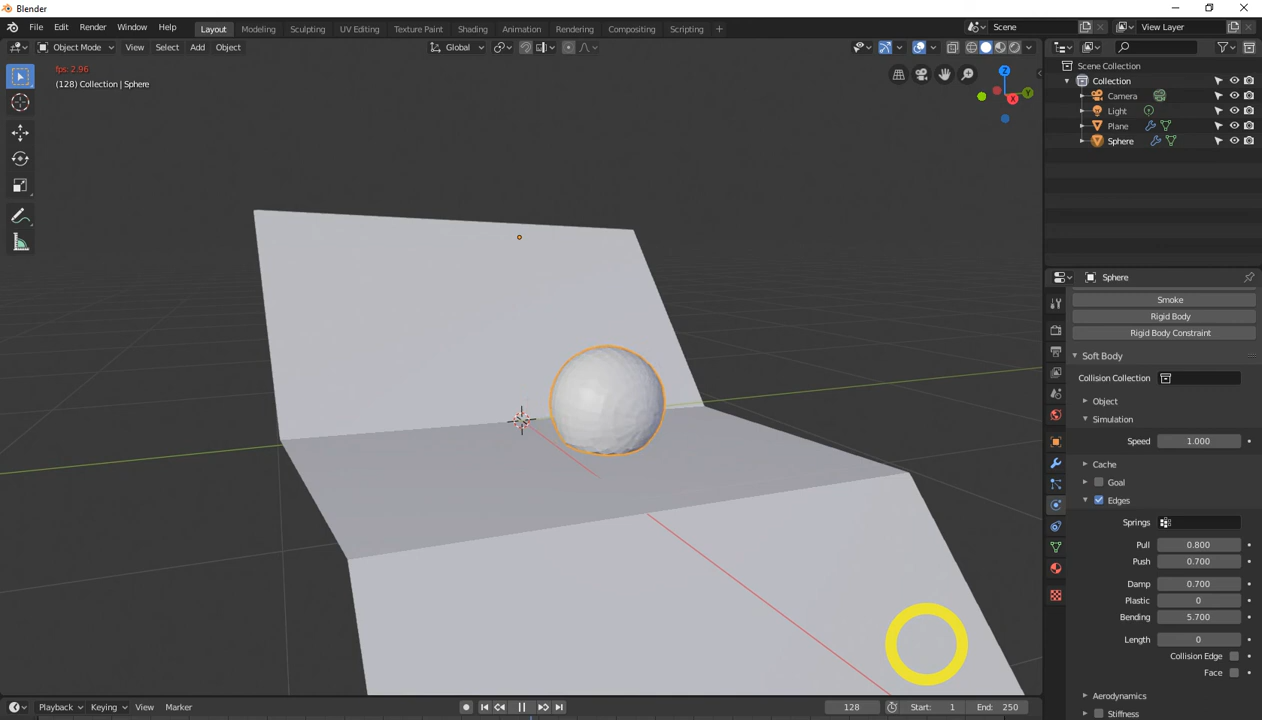 Blender
File Edit Render Window Help Layout Modeling Sculpting UV Editing Texture Paint Shading Animation Rendering Compositing Scripting + Scene View Layer
Object Mode View Select Add Object Global
fps: 2.96
(128) Collection | Sphere
Z
Y
X
Scene Collection
Collection
Camera
Light
Plane
Sphere
Sphere
Smoke
Rigid Body
Rigid Body Constraint
Soft Body
Collision Collection
Object
Simulation
Speed 1.000
Cache
Goal
Edges
Springs
Pull 0.800
Push 0.700
Damp 0.700
Plastic 0
Bending 5.700
Length 0
Collision Edge
Face
Aerodynamics
Stiffness
Playback Keying View Marker 128 Start: 1 End: 250